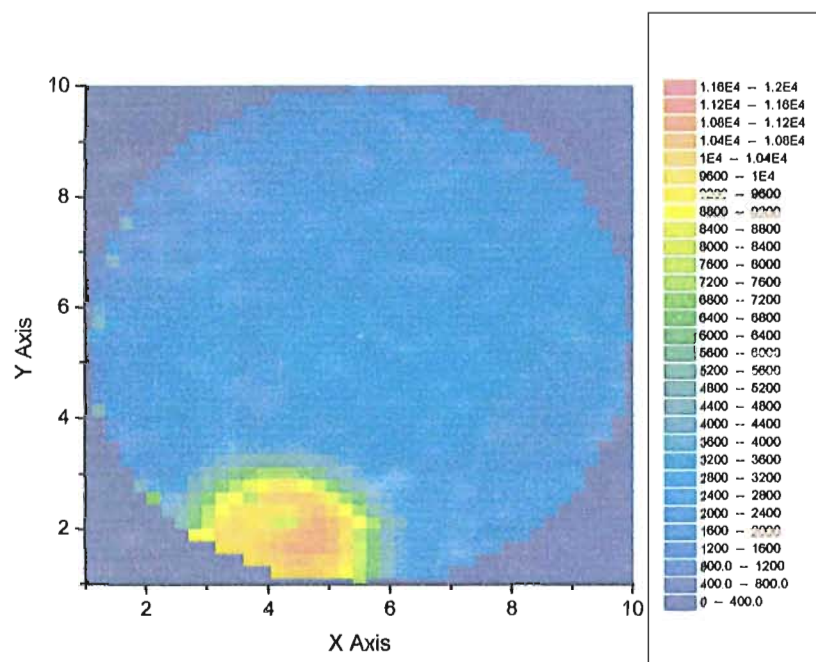 10
8
6
4
2
Y Axis
2
4
6
8
10
X Axis
1.16E4 – 1.2E4
1.12E4 – 1.16E4
1.08E4 – 1.12E4
1.04E4 – 1.08E4
1E4 – 1.04E4
9600 – 1E4
– 9600
8800 –
8400 – 8800
8000 – 8400
7600 – 8000
7200 – 7600
6800 – 7200
6400 – 6800
6000 – 6400
5600 – 6000
5200 – 5600
4800 – 5200
4400 – 4800
4000 – 4400
3600 – 4000
3200 – 3600
2800 – 3200
2400 – 2800
2000 – 2400
1600 – 2000
1200 – 1600
800.0 – 1200
400.0 – 800.0
0 – 400.0